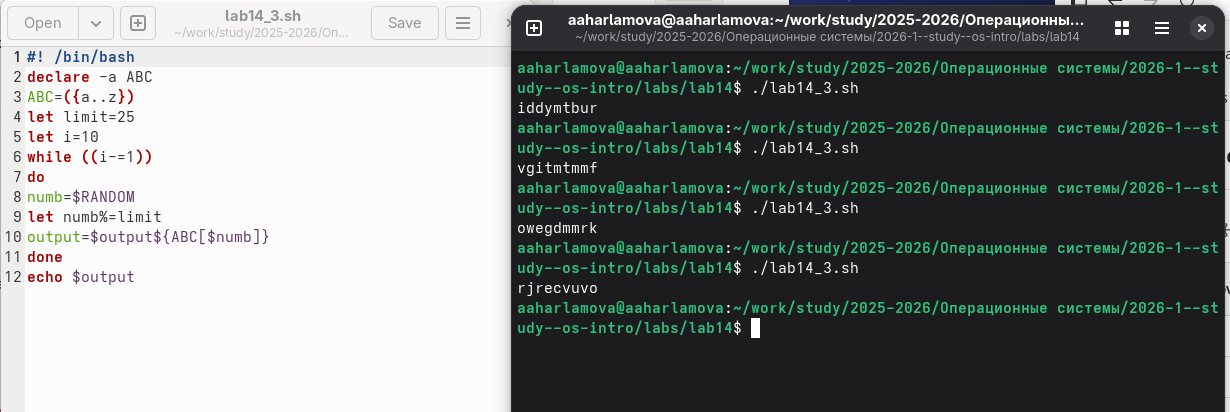 Open
lab14_3.sh
~/work/study/2025-2026/Оп...
Save
1 #! /bin/bash
2 declare -a ABC
3 ABC=({a..z})
4 let limit=25
5 let i=10
6 while ((i-=1))
7 do
8 numb=$RANDOM
9 let numb%=limit
10 output=$output${ABC[$numb]}
11 done
12 echo $output
aaharlamova@aaharlamova:~/work/study/2025-2026/Операционны...
~/work/study/2025-2026/Операционные системы/2026-1--study--os-intro/labs/lab14
aaharlamova@aaharlamova:~/work/study/2025-2026/Операционные системы/2026-1--st
udy--os-intro/labs/lab14$ ./lab14_3.sh
iddymtbur
aaharlamova@aaharlamova:~/work/study/2025-2026/Операционные системы/2026-1--st
udy--os-intro/labs/lab14$ ./lab14_3.sh
vgitmtmmf
aaharlamova@aaharlamova:~/work/study/2025-2026/Операционные системы/2026-1--st
udy--os-intro/labs/lab14$ ./lab14_3.sh
owegdmmrk
aaharlamova@aaharlamova:~/work/study/2025-2026/Операционные системы/2026-1--st
udy--os-intro/labs/lab14$ ./lab14_3.sh
rjrecvuvo
aaharlamova@aaharlamova:~/work/study/2025-2026/Операционные системы/2026-1--st
udy--os-intro/labs/lab14$